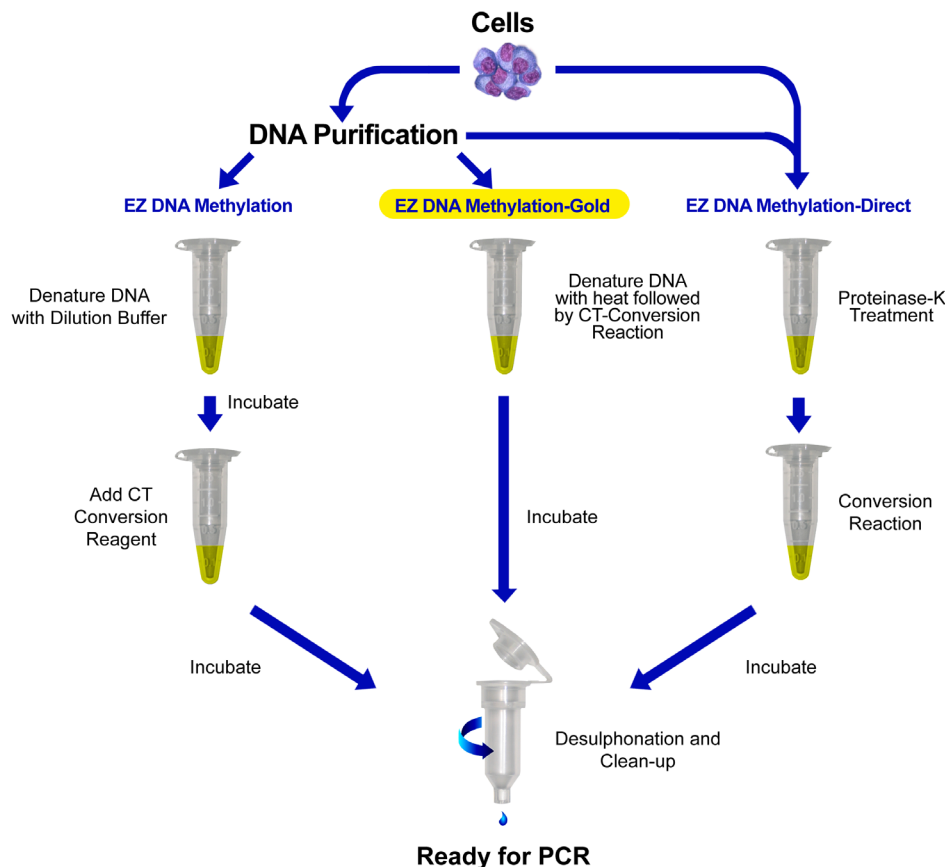 Cells
DNA Purification
EZ DNA Methylation
EZ DNA Methylation-Gold
EZ DNA Methylation-Direct
Denature DNA
with Dilution Buffer
Denature DNA
with heat followed
by CT-Conversion
Reaction
Proteinase-K
Treatment
Incubate
Add CT
Conversion
Reagent
Incubate
Conversion
Reaction
Incubate
Incubate
Desulphonation and
Clean-up
Ready for PCR